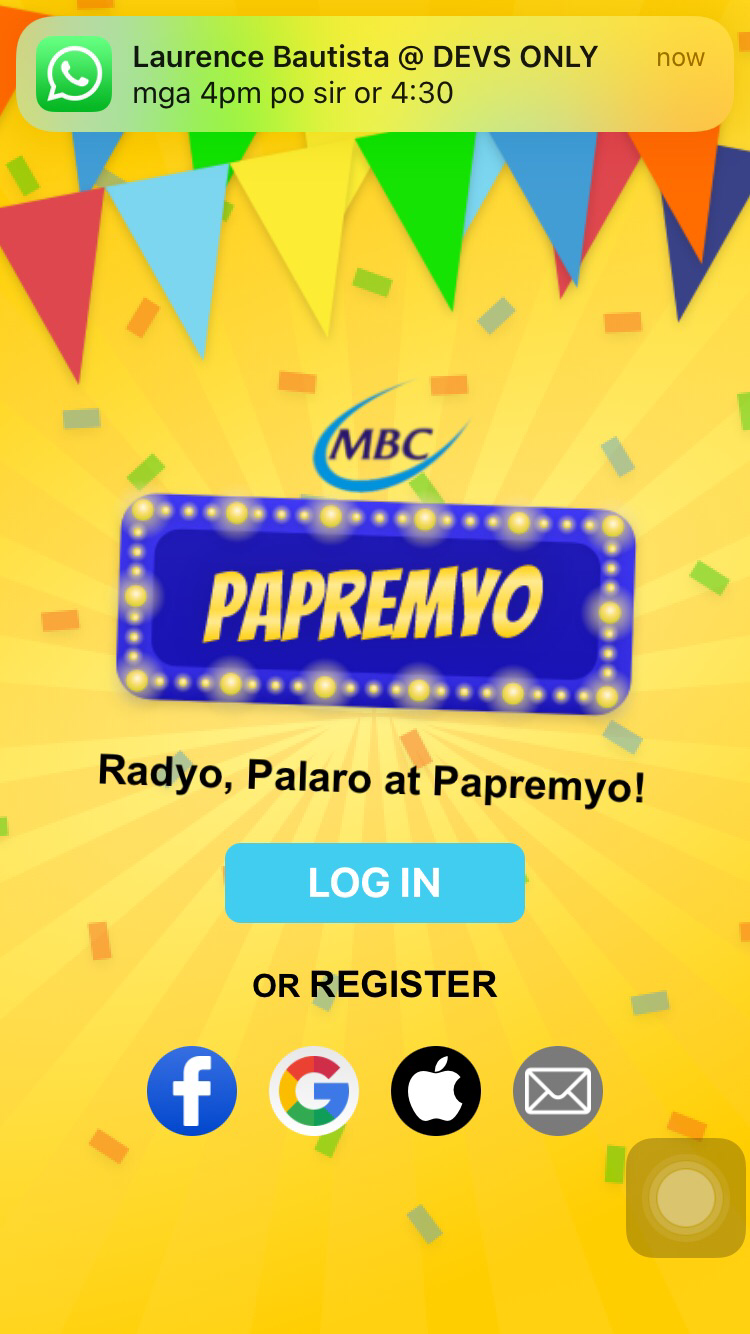 Laurence Bautista @ DEVS ONLY now
mga 4pm po sir or 4:30
MBC
PAPREMYO
Radyo, Palaro at Papremyo!
LOG IN
OR REGISTER